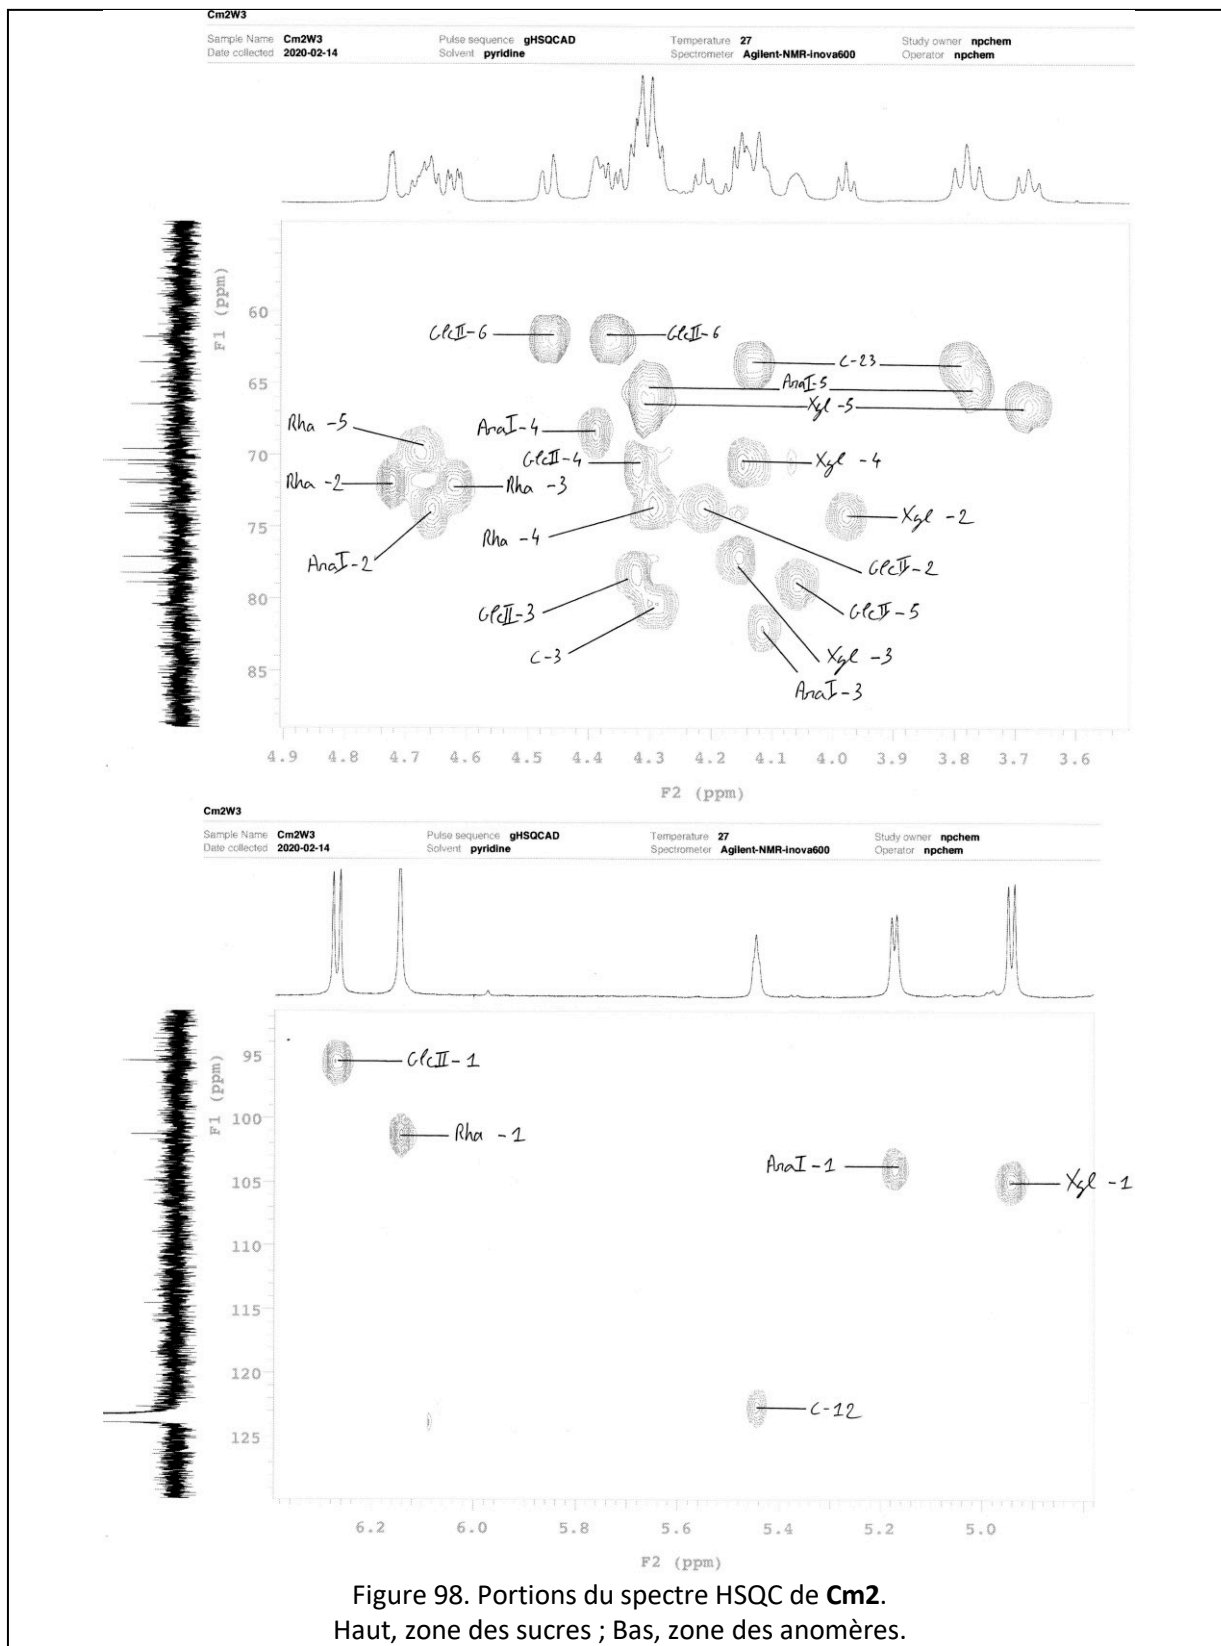 Cm2W3
Sample Name Cm2W3 Pulse sequence gHSQCAD Temperature 27 Study owner npchem
Date collected 2020-02-14 Solvent pyridine Spectrometer Agilent-NMR-inova600 Operator npchem
F1 (ppm)
60
65
70
75
80
85
GlcII-6
GlcII-6
C-23
AraI-5
Xyl-5
Rha-5
AraI-4
GlcII-4
Xyl-4
Rha-2
Rha-3
Xyl-2
Rha-4
AraI-2
GlcII-2
GlcII-3
GlcII-5
C-3
Xyl-3
AraI-3
4.9 4.8 4.7 4.6 4.5 4.4 4.3 4.2 4.1 4.0 3.9 3.8 3.7 3.6
F2 (ppm)
Cm2W3
Sample Name Cm2W3 Pulse sequence gHSQCAD Temperature 27 Study owner npchem
Date collected 2020-02-14 Solvent pyridine Spectrometer Agilent-NMR-inova600 Operator npchem
F1 (ppm)
95
100
105
110
115
120
125
GlcII-1
Rha-1
AraI-1
Xyl-1
C-12
6.2 6.0 5.8 5.6 5.4 5.2 5.0
F2 (ppm)
Figure 98. Portions du spectre HSQC de Cm2.
Haut, zone des sucres ; Bas, zone des anomères.